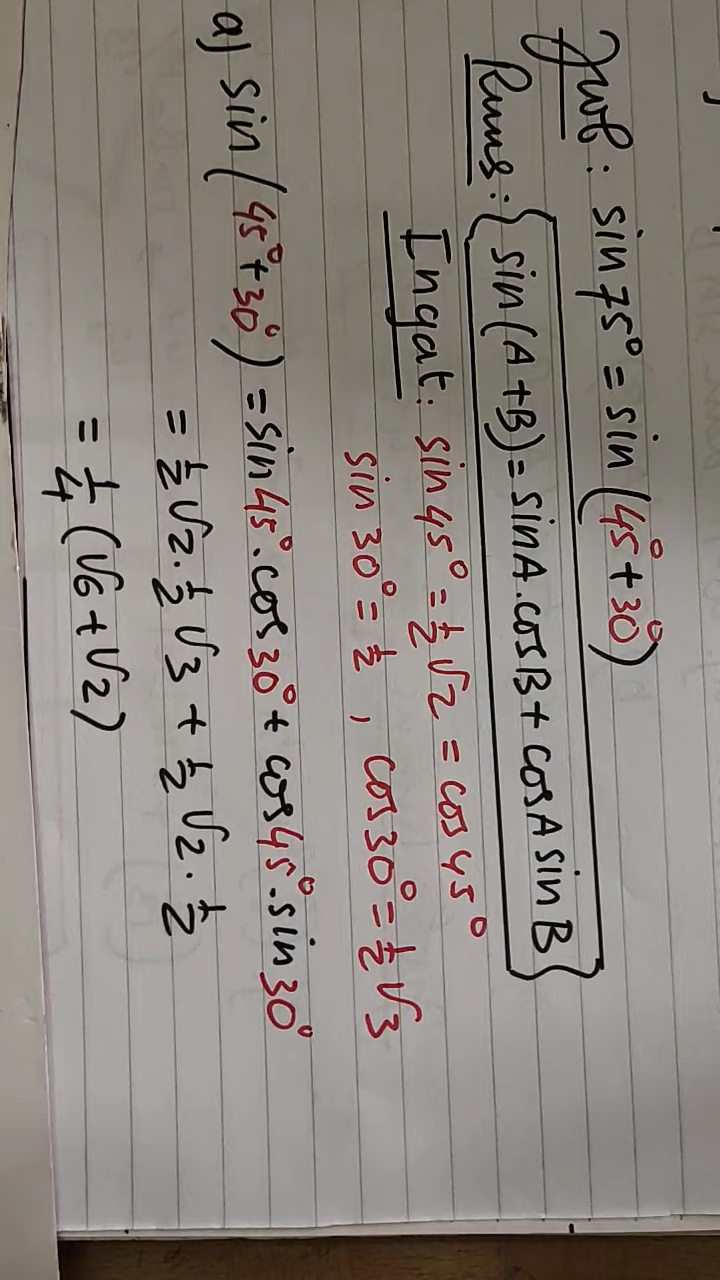 Jwb: sin 75° = sin (45° + 30°)
Rumus: {sin (A + B) = sin A . cos B + cos A sin B}
Ingat: sin 45° = 1/2 √2 = cos 45°
sin 30° = 1/2 , cos 30° = 1/2 √3
a) sin (45° + 30°) = sin 45° . cos 30° + cos 45° . sin 30°
= 1/2 √2 . 1/2 √3 + 1/2 √2 . 1/2
= 1/4 (√6 + √2)